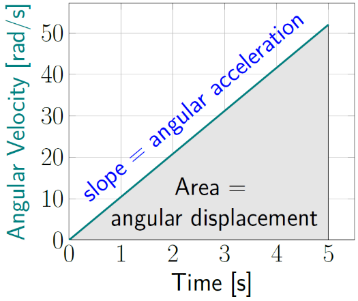 Angular Velocity [rad/s]
50
40
30
20
10
0
slope = angular acceleration
Area =
angular displacement
0 1 2 3 4 5
Time [s]